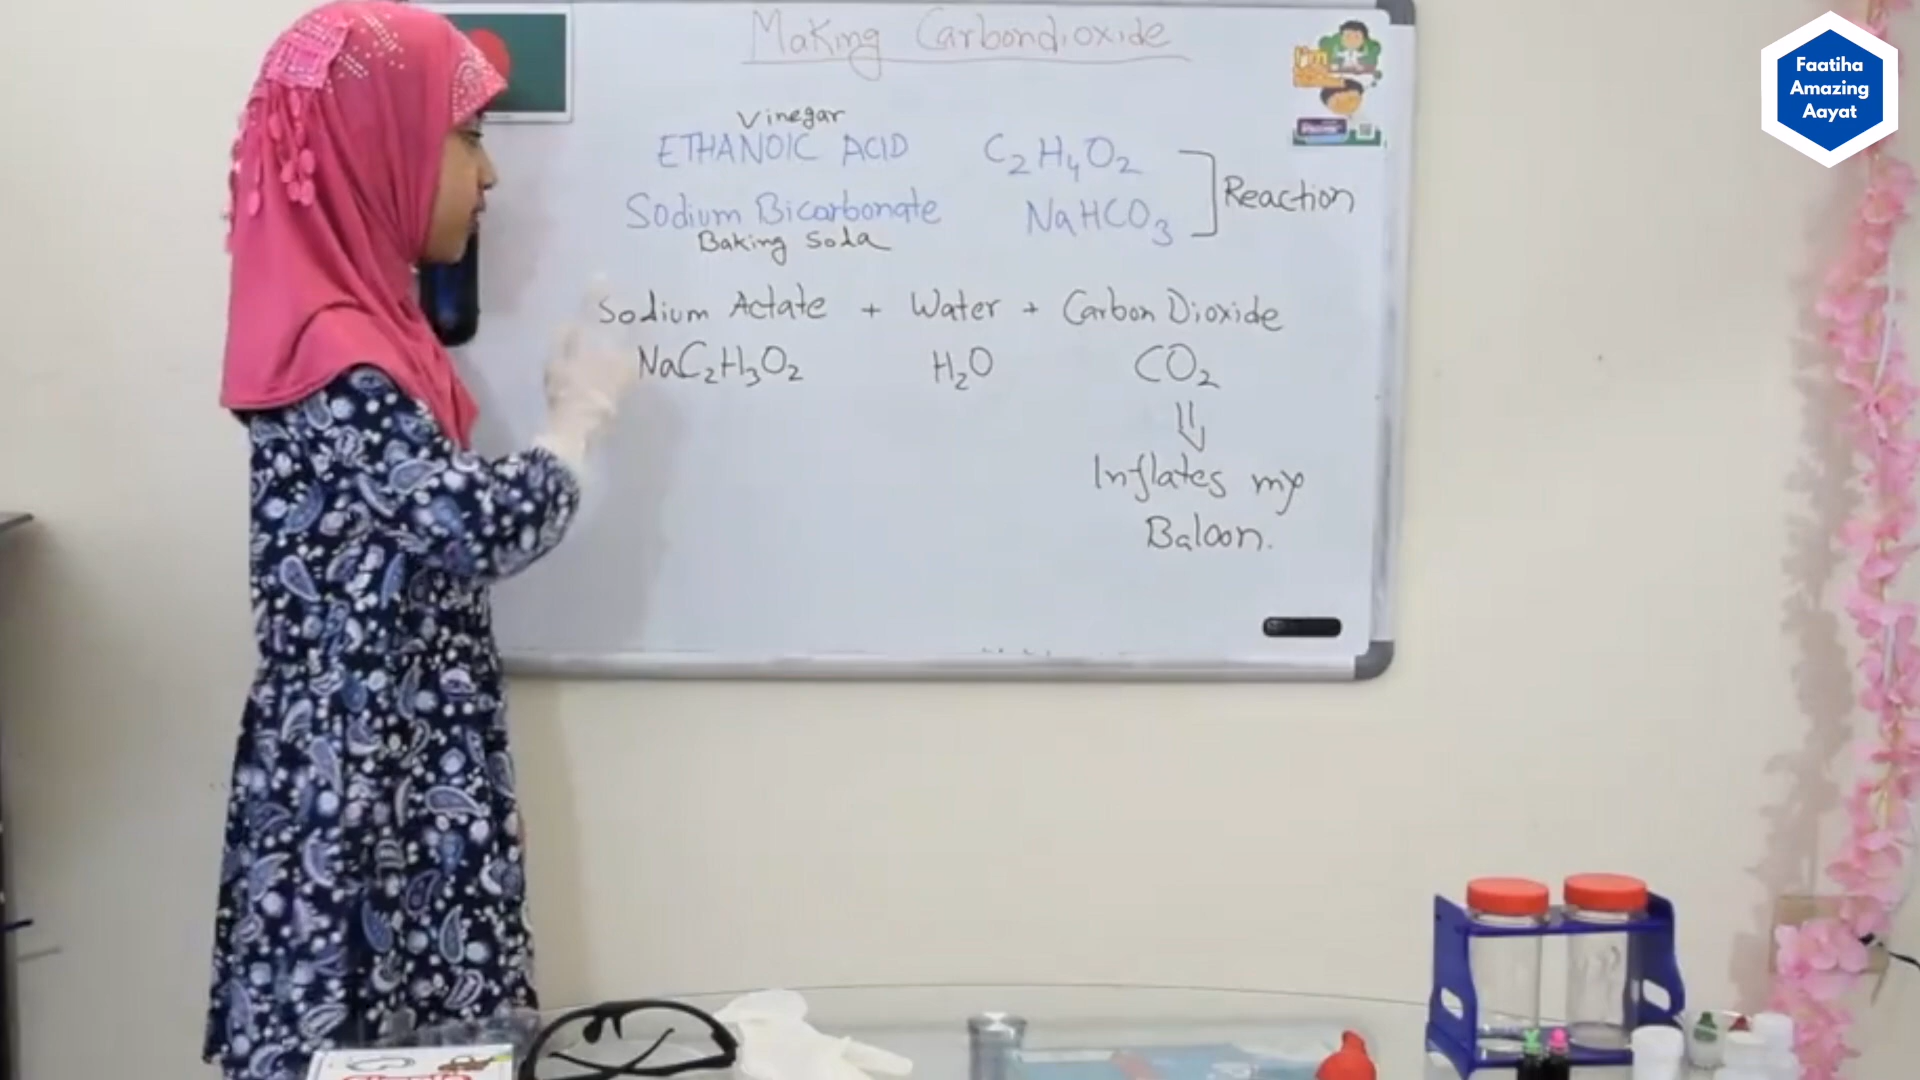 Making Carbondioxide
Vinegar
ETHANOIC ACID C2H4O2
Sodium Bicarbonate NaHCO3
Baking Soda
Reaction
Sodium Actate + Water + Carbon Dioxide
NaC2H3O2 H2O CO2
Inflates my
Baloon.
Faatiha
Amazing
Aayat